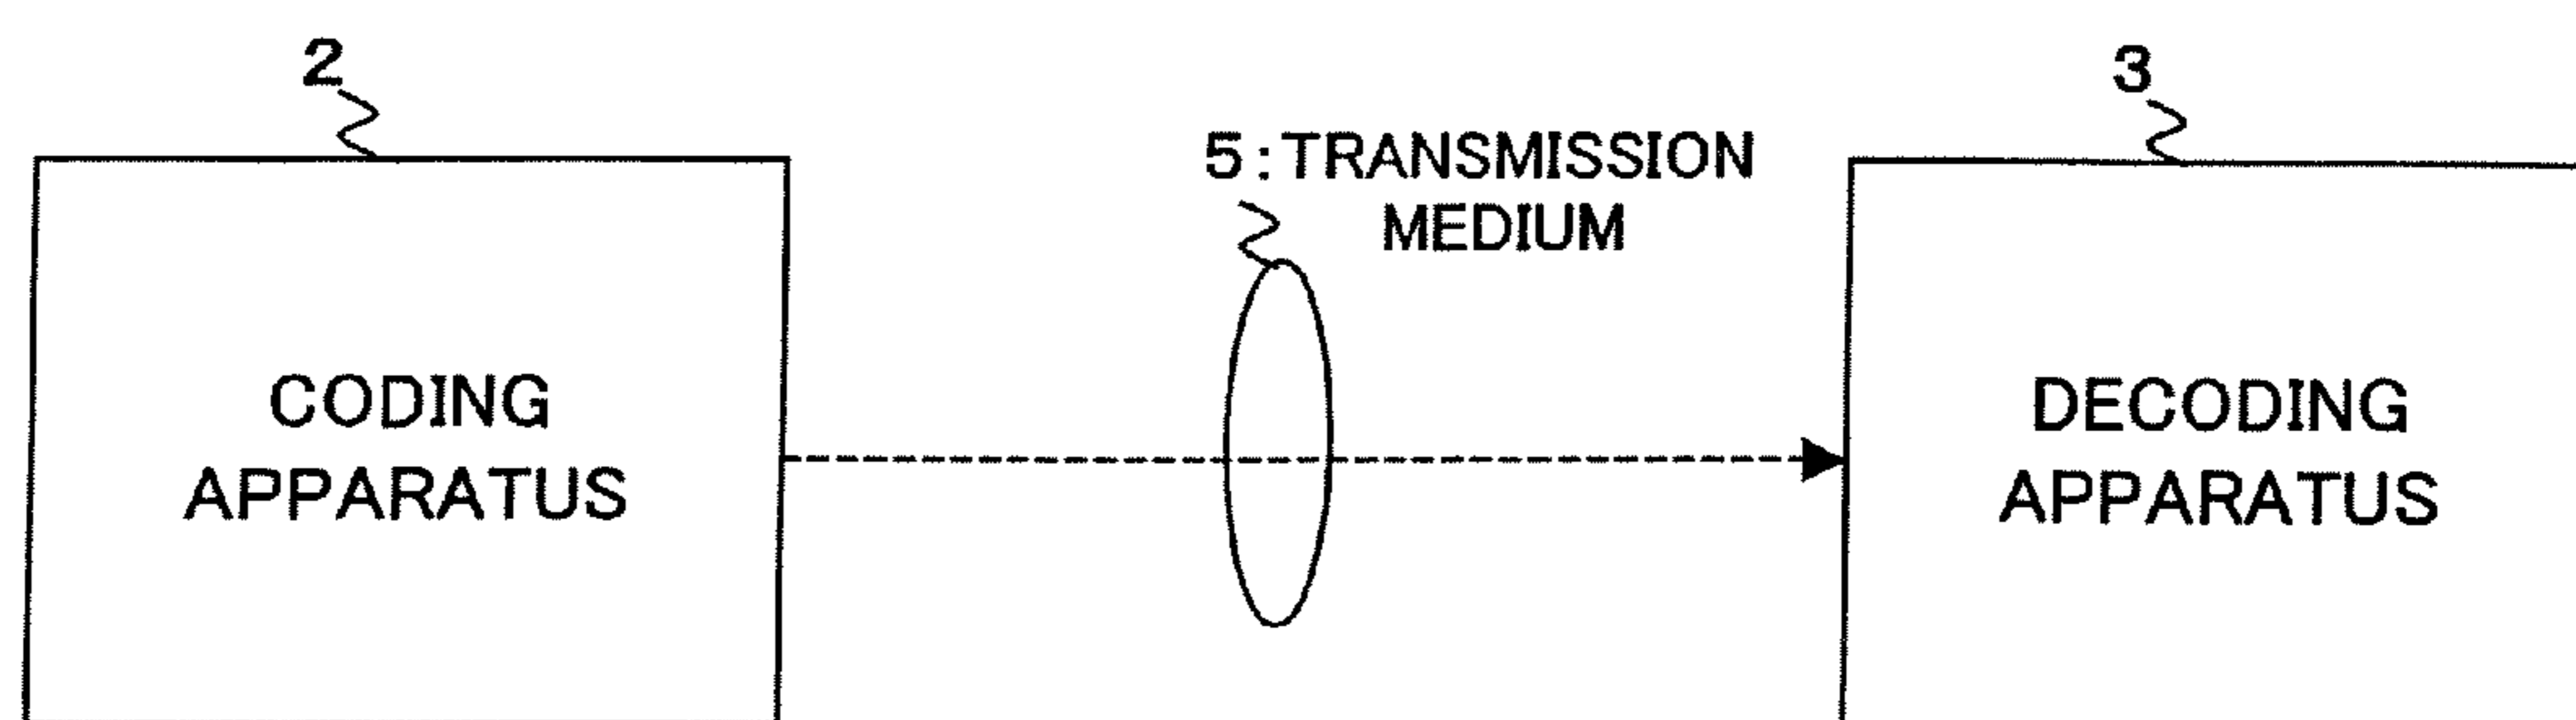 2
3
5:TRANSMISSION
MEDIUM
CODING
APPARATUS
DECODING
APPARATUS